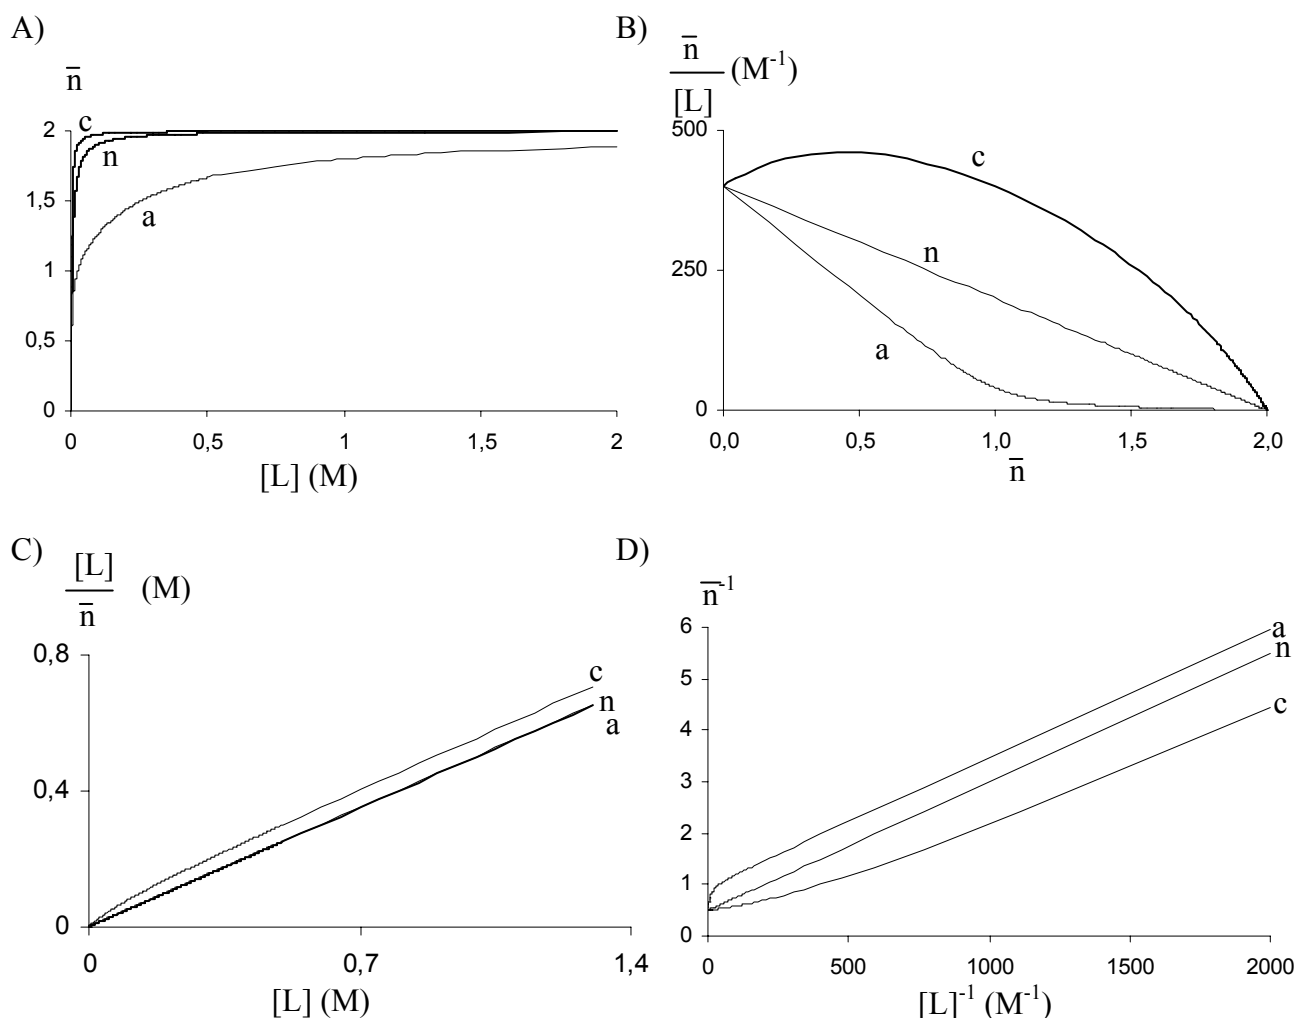 A)
n̄
c
n
a
2
1,5
1
0,5
0
0 0,5 1 1,5 2
[L] (M)
B)
n̄
[L]
(M⁻¹)
500
250
0
c
n
a
0,0 0,5 1,0 1,5 2,0
n̄
C)
[L]
n̄
(M)
0,8
0,4
0
c
n
a
0 0,7 1,4
[L] (M)
D)
n̄⁻¹
6
5
4
3
2
1
0
a
n
c
0 500 1000 1500 2000
[L]⁻¹ (M⁻¹)